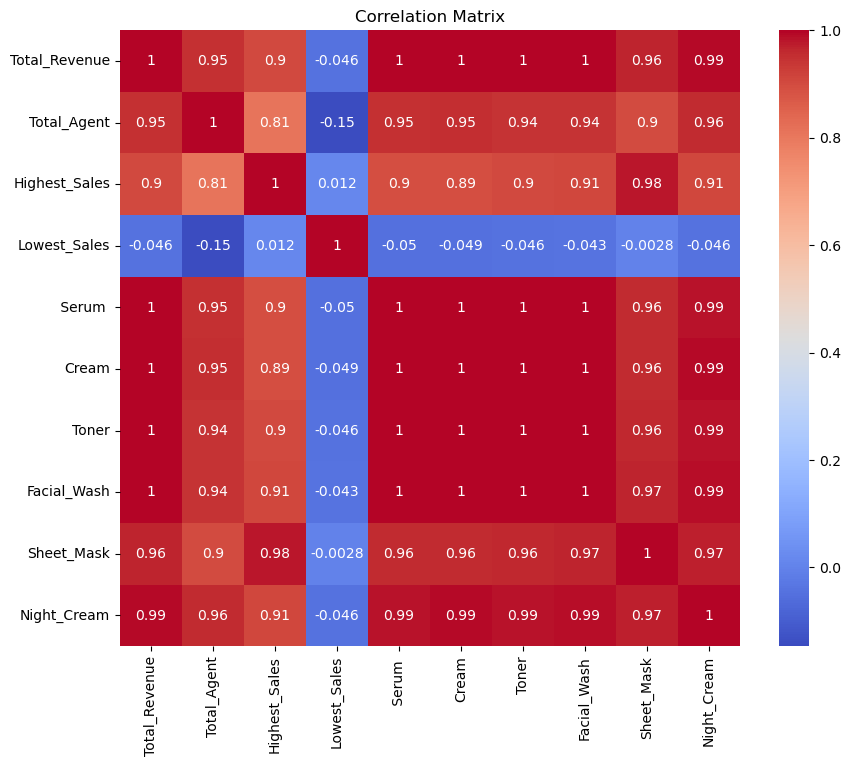 Correlation Matrix
Total_Revenue 1 0.95 0.9 -0.046 1 1 1 1 0.96 0.99
Total_Agent 0.95 1 0.81 -0.15 0.95 0.95 0.94 0.94 0.9 0.96
Highest_Sales 0.9 0.81 1 0.012 0.9 0.89 0.9 0.91 0.98 0.91
Lowest_Sales -0.046 -0.15 0.012 1 -0.05 -0.049 -0.046 -0.043 -0.0028 -0.046
Serum 1 0.95 0.9 -0.05 1 1 1 1 0.96 0.99
Cream 1 0.95 0.89 -0.049 1 1 1 1 0.96 0.99
Toner 1 0.94 0.9 -0.046 1 1 1 1 0.96 0.99
Facial_Wash 1 0.94 0.91 -0.043 1 1 1 1 0.97 0.99
Sheet_Mask 0.96 0.9 0.98 -0.0028 0.96 0.96 0.96 0.97 1 0.97
Night_Cream 0.99 0.96 0.91 -0.046 0.99 0.99 0.99 0.99 0.97 1
Total_Revenue
Total_Agent
Highest_Sales
Lowest_Sales
Serum
Cream
Toner
Facial_Wash
Sheet_Mask
Night_Cream
1.0
0.8
0.6
0.4
0.2
0.0